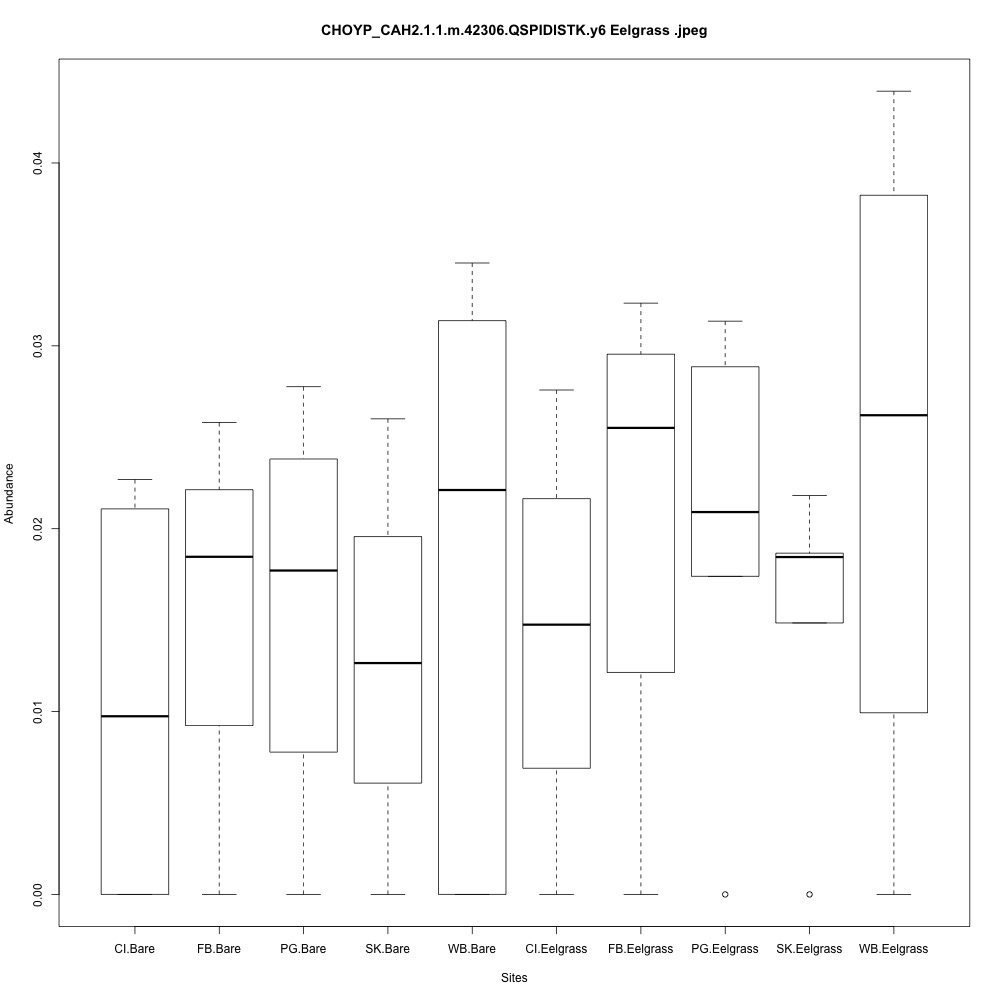 CHOYP_CAH2.1.1.m.42306.QSPIDISTK.y6 Eelgrass .jpeg
0.04
0.03
0.02
0.01
0.00
Abundance
CI.Bare FB.Bare PG.Bare SK.Bare WB.Bare CI.Eelgrass FB.Eelgrass PG.Eelgrass SK.Eelgrass WB.Eelgrass
Sites